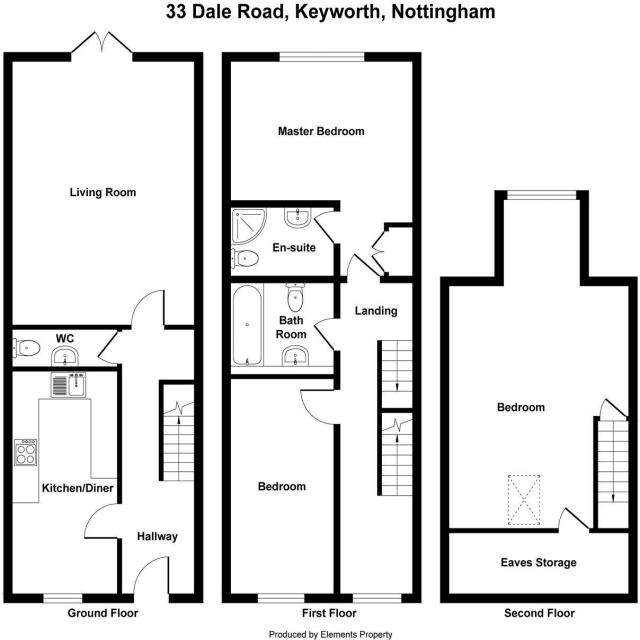 33 Dale Road, Keyworth, Nottingham
Living Room
WC
Kitchen/Diner
Hallway
Ground Floor
Master Bedroom
En-suite
Landing
Bath
Room
Bedroom
First Floor
Bedroom
Eaves Storage
Second Floor
Produced by Elements Property